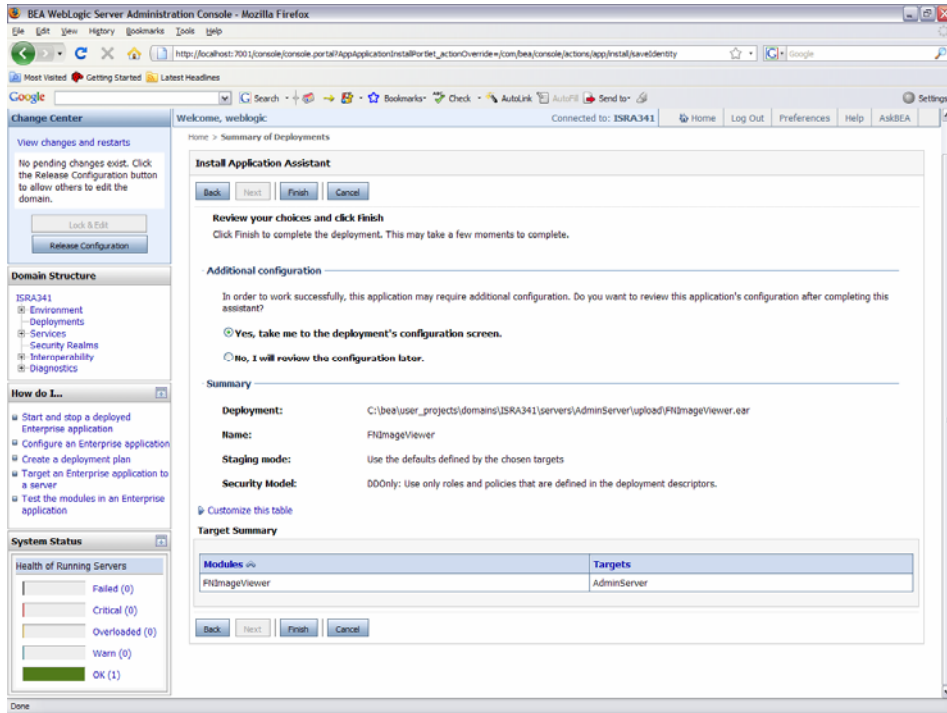 BEA WebLogic Server Administration Console - Mozilla Firefox
File Edit View History Bookmarks Tools Help
http://localhost:7001/console/console.portal?AppApplicationInstallPortlet_actionOverride=/com/bea/console/actions/app/install/saveIdentity
Google
Most Visited Getting Started Latest Headlines
Google Search Bookmarks Check AutoLink AutoFill Send to Settings
Change Center
View changes and restarts
No pending changes exist. Click
the Release Configuration button
to allow others to edit the
domain.
Lock & Edit
Release Configuration
Domain Structure
ISRA341
Environment
Deployments
Services
Security Realms
Interoperability
Diagnostics
How do I...
Start and stop a deployed
Enterprise application
Configure an Enterprise application
Create a deployment plan
Target an Enterprise application to
a server
Test the modules in an Enterprise
application
System Status
Health of Running Servers
Failed (0)
Critical (0)
Overloaded (0)
Warn (0)
OK (1)
Welcome, weblogic Connected to: ISRA341 Home Log Out Preferences Help AskBEA
Home > Summary of Deployments
Install Application Assistant
Back Next Finish Cancel
Review your choices and click Finish
Click Finish to complete the deployment. This may take a few moments to complete.
Additional configuration
In order to work successfully, this application may require additional configuration. Do you want to review this application's configuration after completing this
assistant?
Yes, take me to the deployment's configuration screen.
No, I will review the configuration later.
Summary
Deployment: C:\bea\user_projects\domains\ISRA341\servers\AdminServer\upload\FNImageViewer.ear
Name: FNImageViewer
Staging mode: Use the defaults defined by the chosen targets
Security Model: DDOnly: Use only roles and policies that are defined in the deployment descriptors.
Customize this table
Target Summary
Modules Targets
FNImageViewer AdminServer
Back Next Finish Cancel
Done